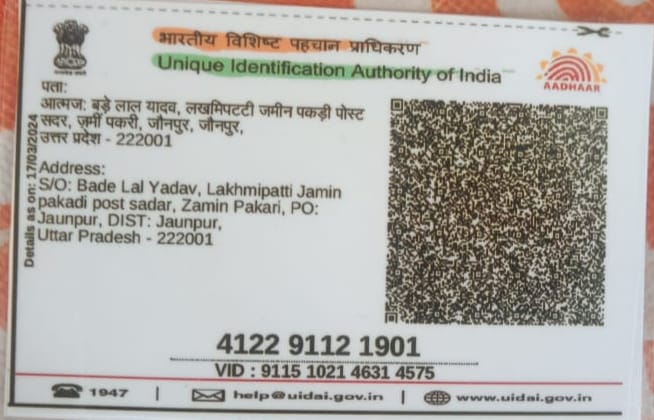 भारतीय विशिष्ट पहचान प्राधिकरण
Unique Identification Authority of India
AADHAAR
पता:
आत्मज: बड़े लाल यादव, लखमिपटटी जमीन पकड़ी पोस्ट
सदर, ज़मीं पकरी, जौनपुर, जौनपुर,
उत्तर प्रदेश - 222001
Address:
S/O: Bade Lal Yadav, Lakhmipatti Jamin
pakadi post sadar, Zamin Pakari, PO:
Jaunpur, DIST: Jaunpur,
Uttar Pradesh - 222001
Details as on: 17/03/2024
4122 9112 1901
VID : 9115 1021 4631 4575
1947 | help@uidai.gov.in | www.uidai.gov.in